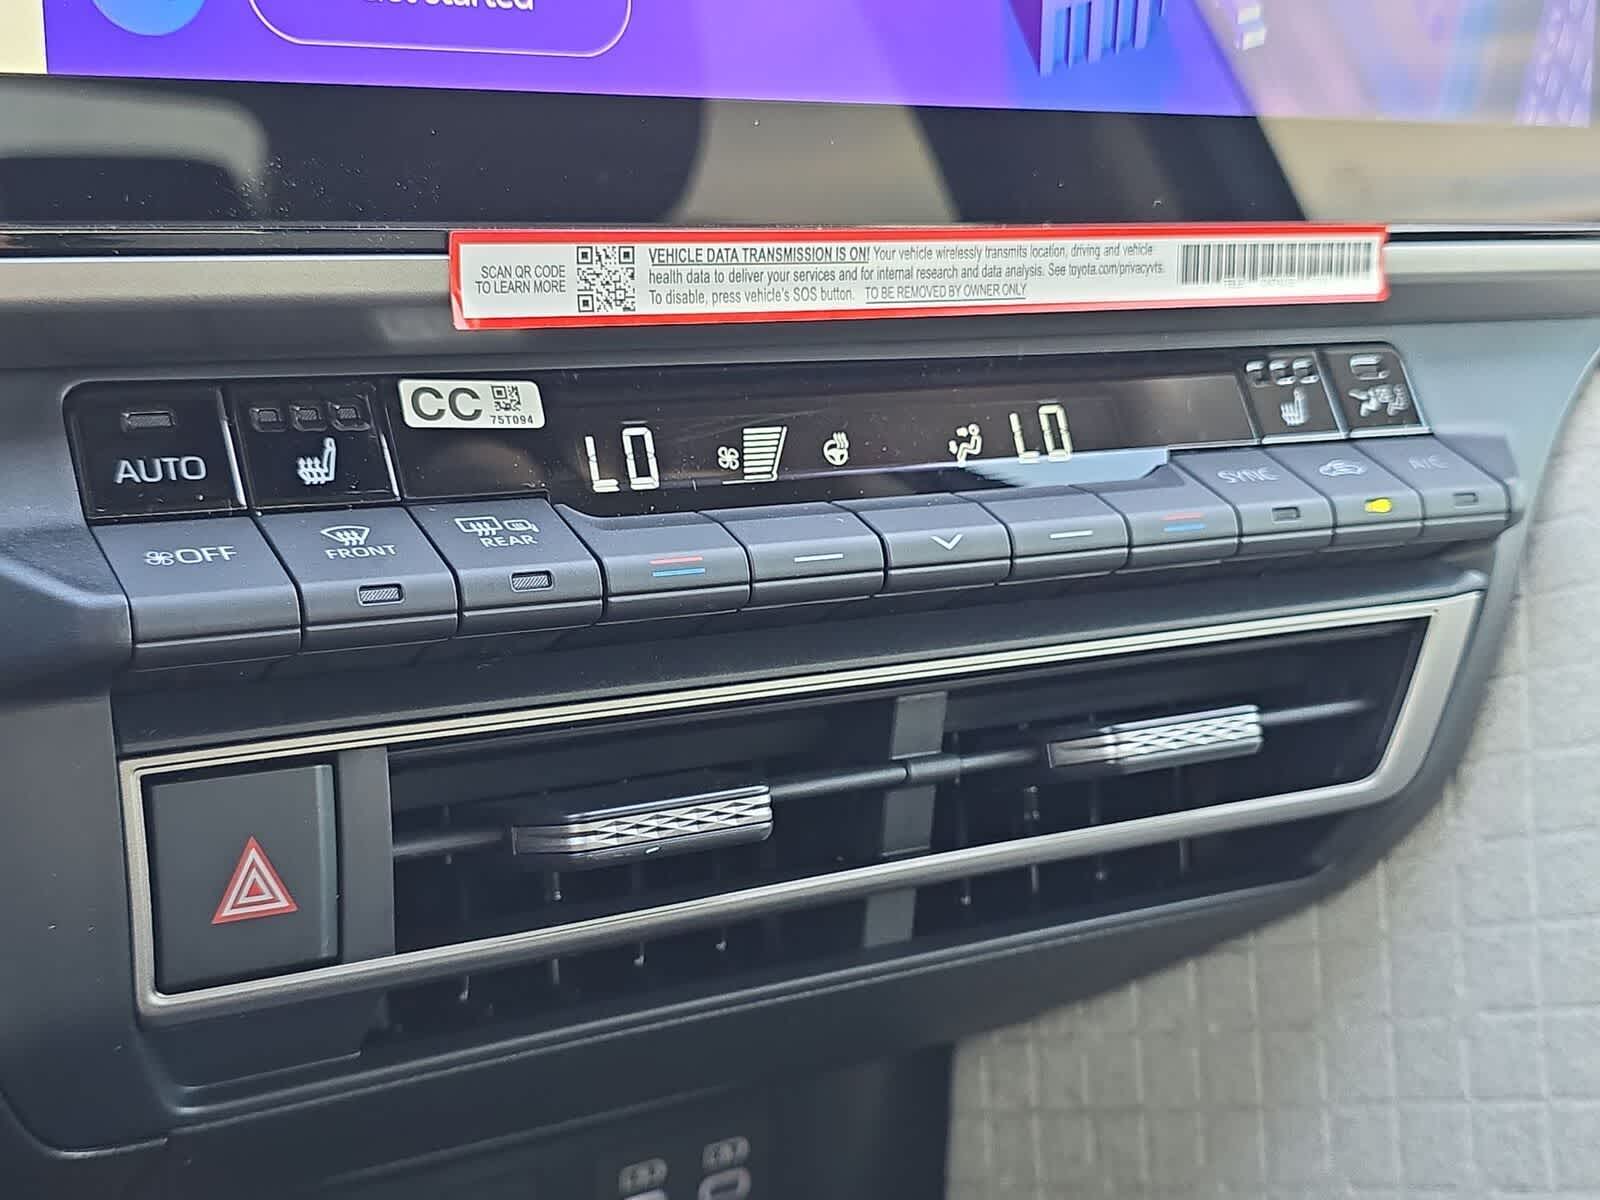 Get started
SCAN QR CODE
TO LEARN MORE
VEHICLE DATA TRANSMISSION IS ON! Your vehicle wirelessly transmits location, driving and vehicle
health data to deliver your services and for internal research and data analysis. See toyota.com/privacyvts.
To disable, press vehicle's SOS button. TO BE REMOVED BY OWNER ONLY
AUTO
CC
75T094
LO
LO
OFF
FRONT
REAR
SYNC
A/C